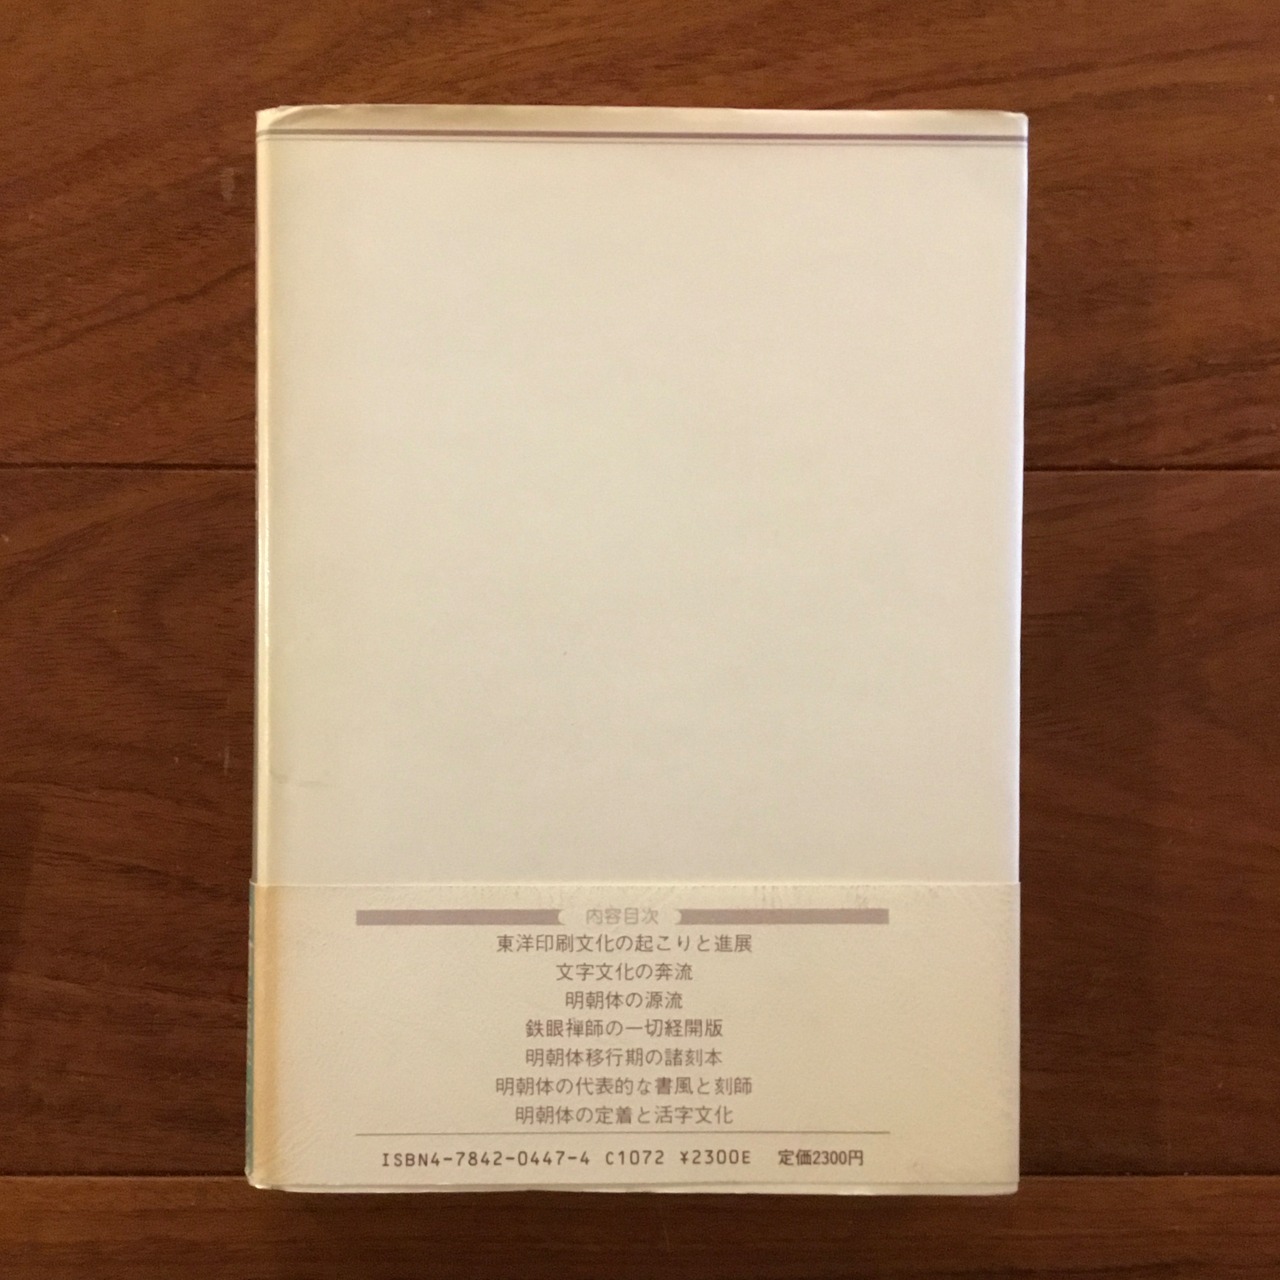 内容目次
東洋印刷文化の起こりと進展
文字文化の奔流
明朝体の源流
鉄眼禅師の一切経開版
明朝体移行期の諸刻本
明朝体の代表的な書風と刻師
明朝体の定着と活字文化
ISBN4-7842-0447-4 C1072 ¥2300E 定価2300円